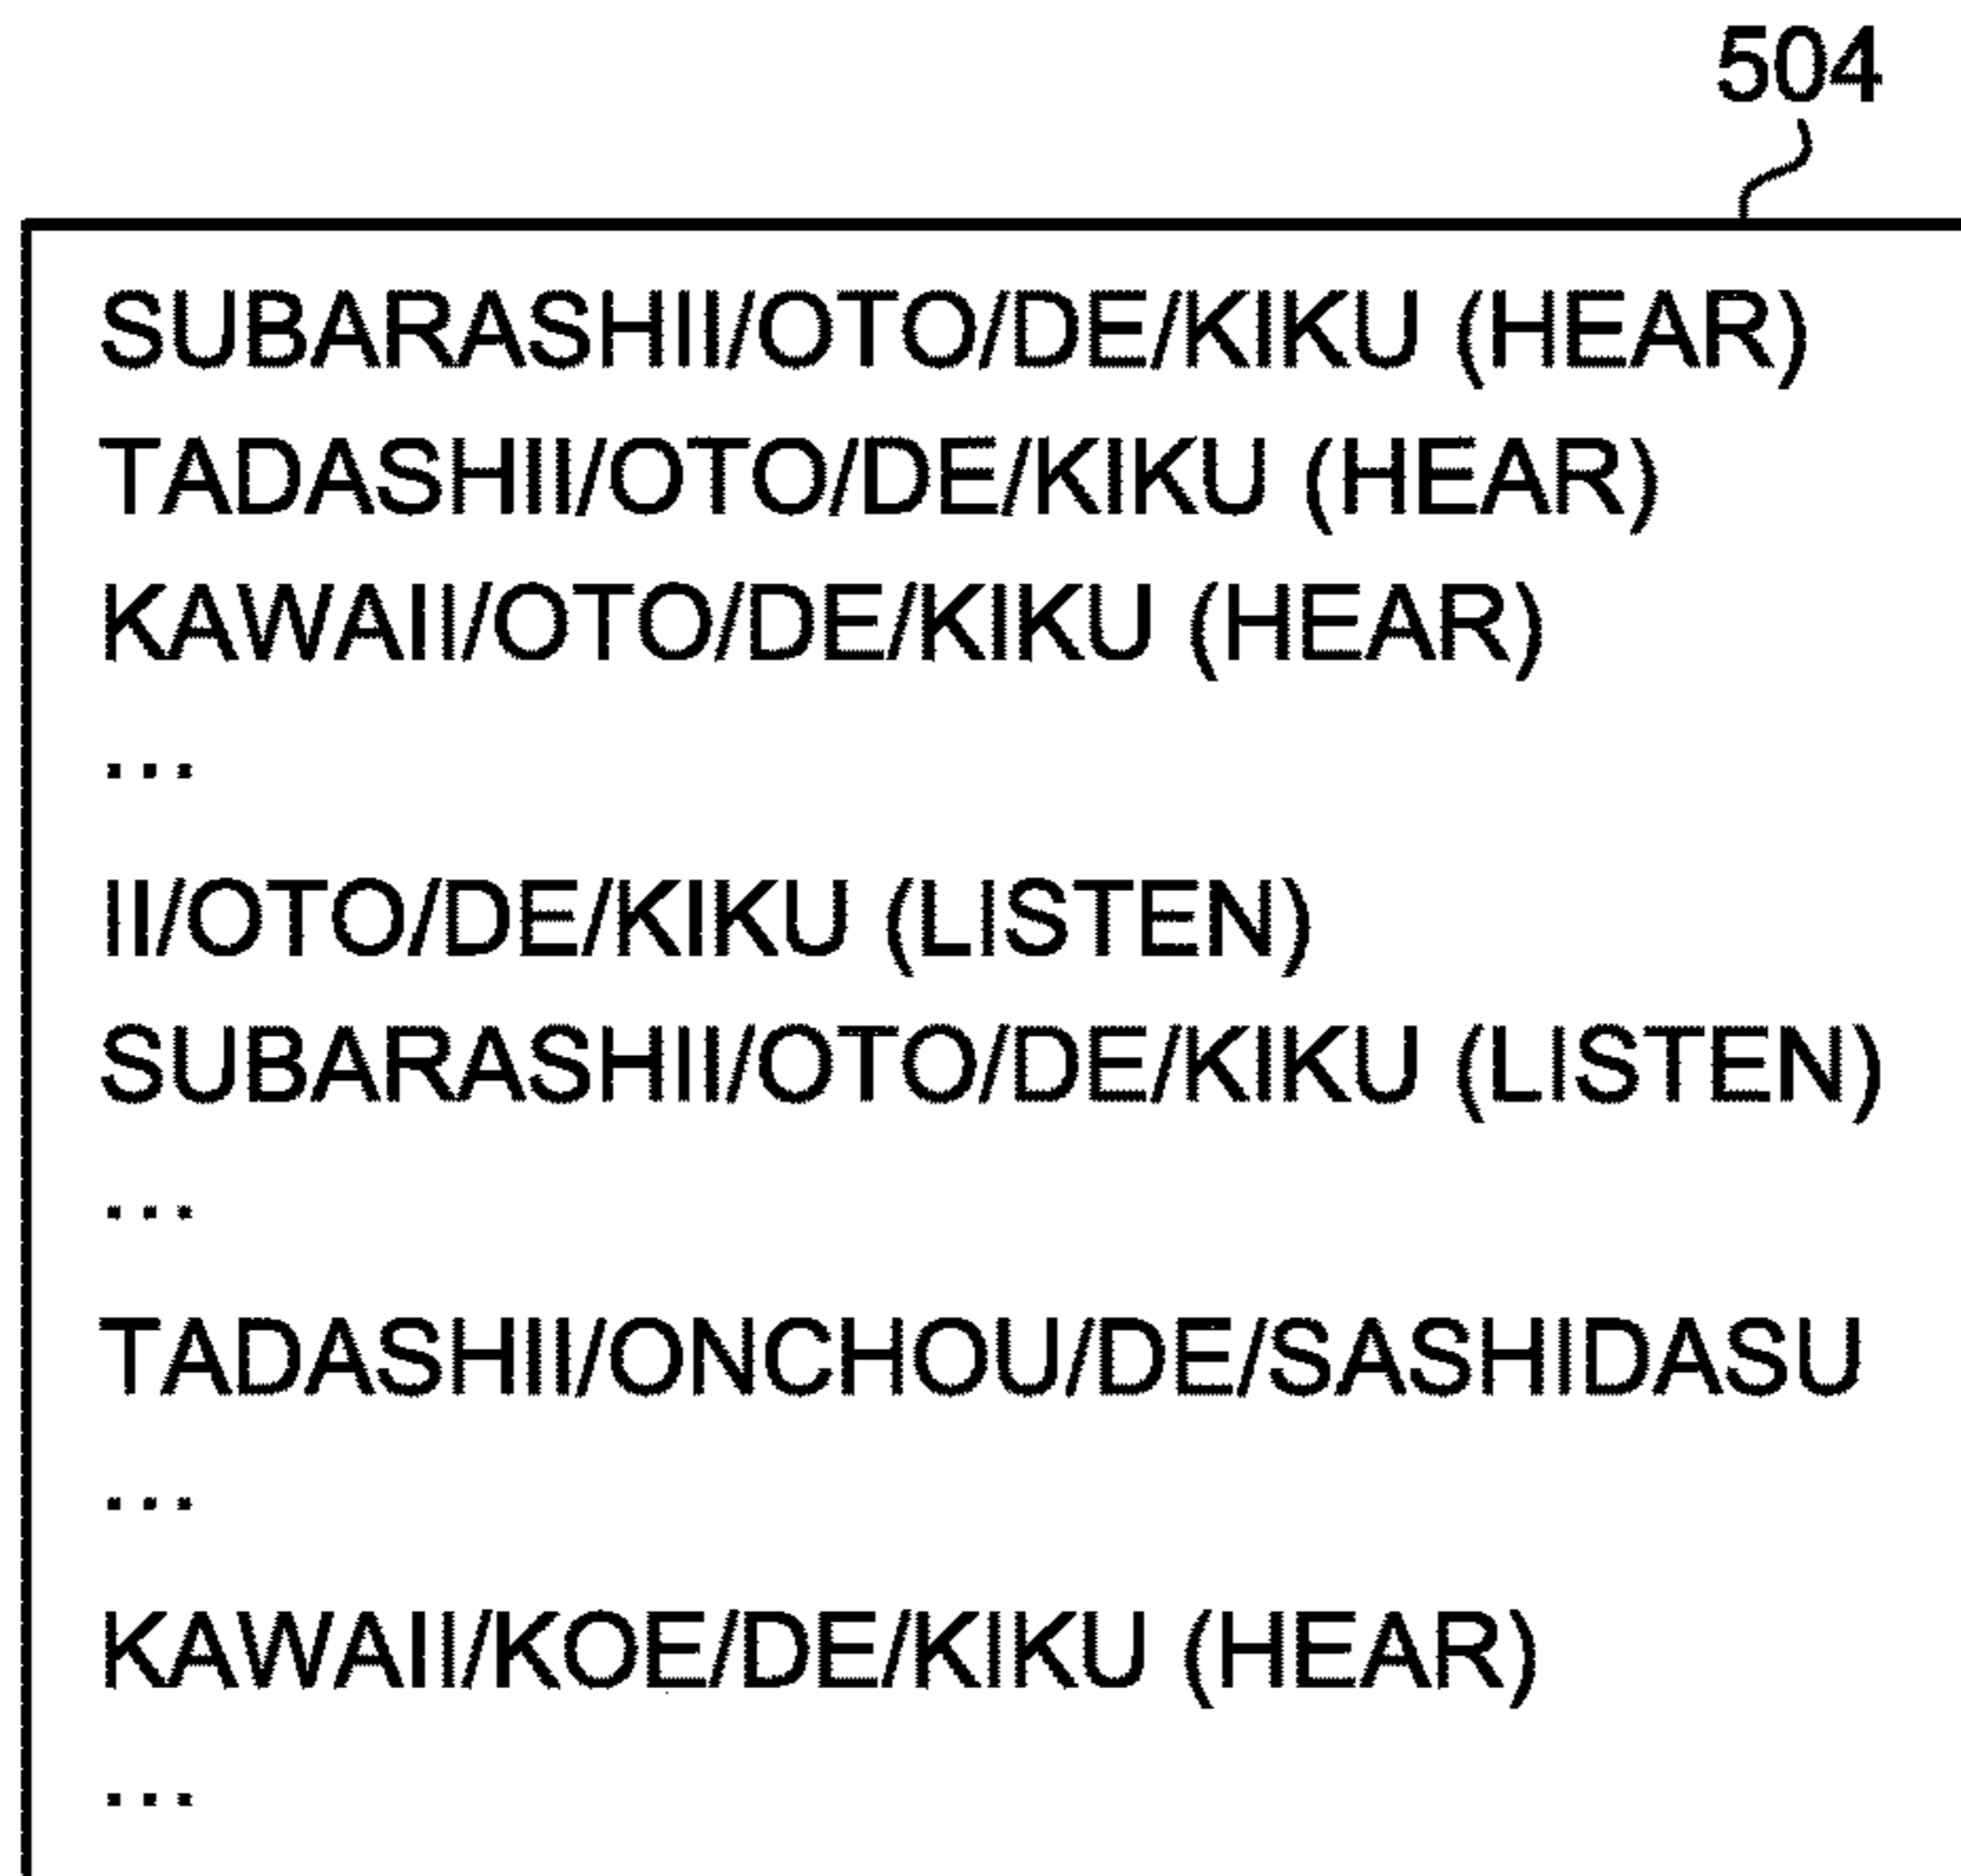 504
SUBARASHII/OTO/DE/KIKU (HEAR)
TADASHII/OTO/DE/KIKU (HEAR)
KAWAII/OTO/DE/KIKU (HEAR)
...
II/OTO/DE/KIKU (LISTEN)
SUBARASHII/OTO/DE/KIKU (LISTEN)
...
TADASHII/ONCHOU/DE/SASHIDASU
...
KAWAII/KOE/DE/KIKU (HEAR)
...